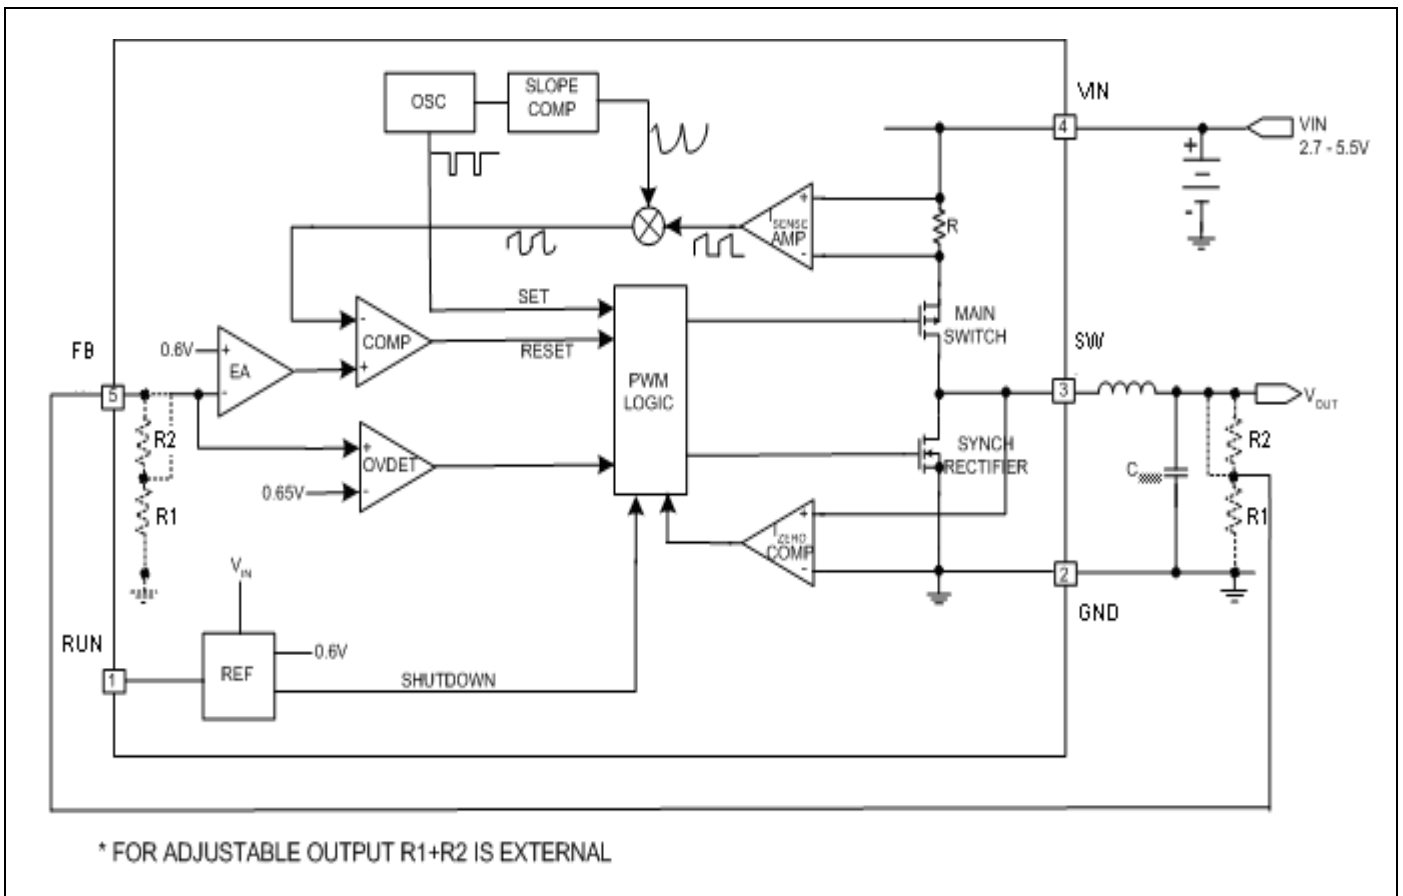 OSC
SLOPE
COMP
VIN
4
VIN
2.7 - 5.5V
+
-
-
+
I SENSE
AMP
-
R
SET
MAIN
SWITCH
SW
-
COMP
+
RESET
FB
0.6V
+
EA
-
PWM
LOGIC
5
3
VOUT
R2
+
OVDET
-
0.65V
SYNCH
RECTIFIER
R2
C
R1
R1
+
I ZERO
COMP
-
2
VIN
GND
RUN
0.6V
1
REF
SHUTDOWN
* FOR ADJUSTABLE OUTPUT R1+R2 IS EXTERNAL